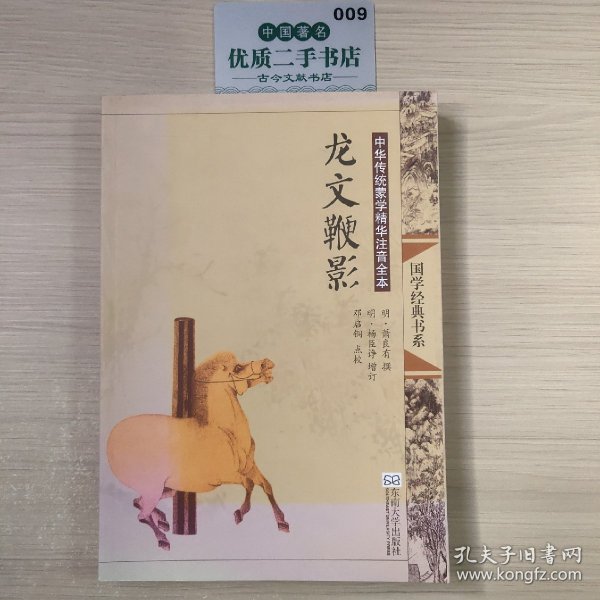 009
中国著名
优质二手书店
古今文献书店
中华传统蒙学精华注音全本
龙文鞭影
明·萧良有 撰
明·杨臣诤 增订
邓启铜 点校
国学经典书系
东南大学出版社
孔夫子旧书网
www.kongfz.com